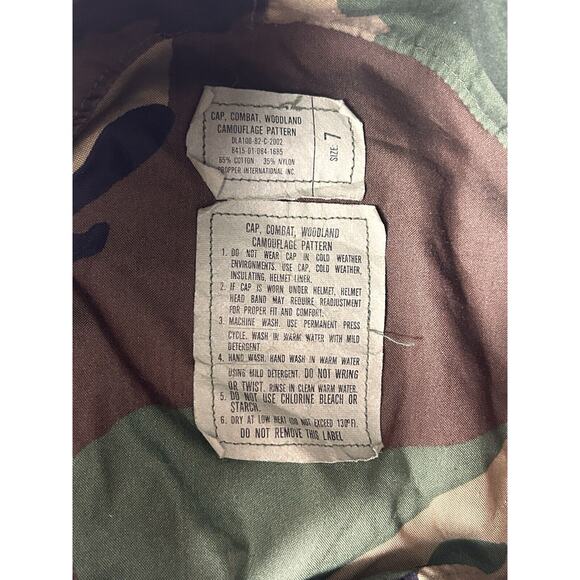 CAP, COMBAT, WOODLAND
CAMOUFLAGE PATTERN
DLA100-82-C-2002
8415-01-084-1685
65% COTTON 35% NYLON
PROPPER INTERNATIONAL INC.
SIZE 7
CAP, COMBAT, WOODLAND
CAMOUFLAGE PATTERN
1. DO NOT WEAR CAP IN COLD WEATHER
ENVIRONMENTS. USE CAP, COLD WEATHER,
INSULATING, HELMET LINER.
2. IF CAP IS WORN UNDER HELMET, HELMET
HEAD BAND MAY REQUIRE READJUSTMENT
FOR PROPER FIT AND COMFORT.
3. MACHINE WASH. USE PERMANENT PRESS
CYCLE. WASH IN WARM WATER WITH MILD
DETERGENT.
4. HAND WASH. HAND WASH IN WARM WATER
USING MILD DETERGENT. DO NOT WRING
OR TWIST. RINSE IN CLEAN WARM WATER.
5. DO NOT USE CHLORINE BLEACH OR
STARCH.
6. DRY AT LOW HEAT (DO NOT EXCEED 130°F).
DO NOT REMOVE THIS LABEL